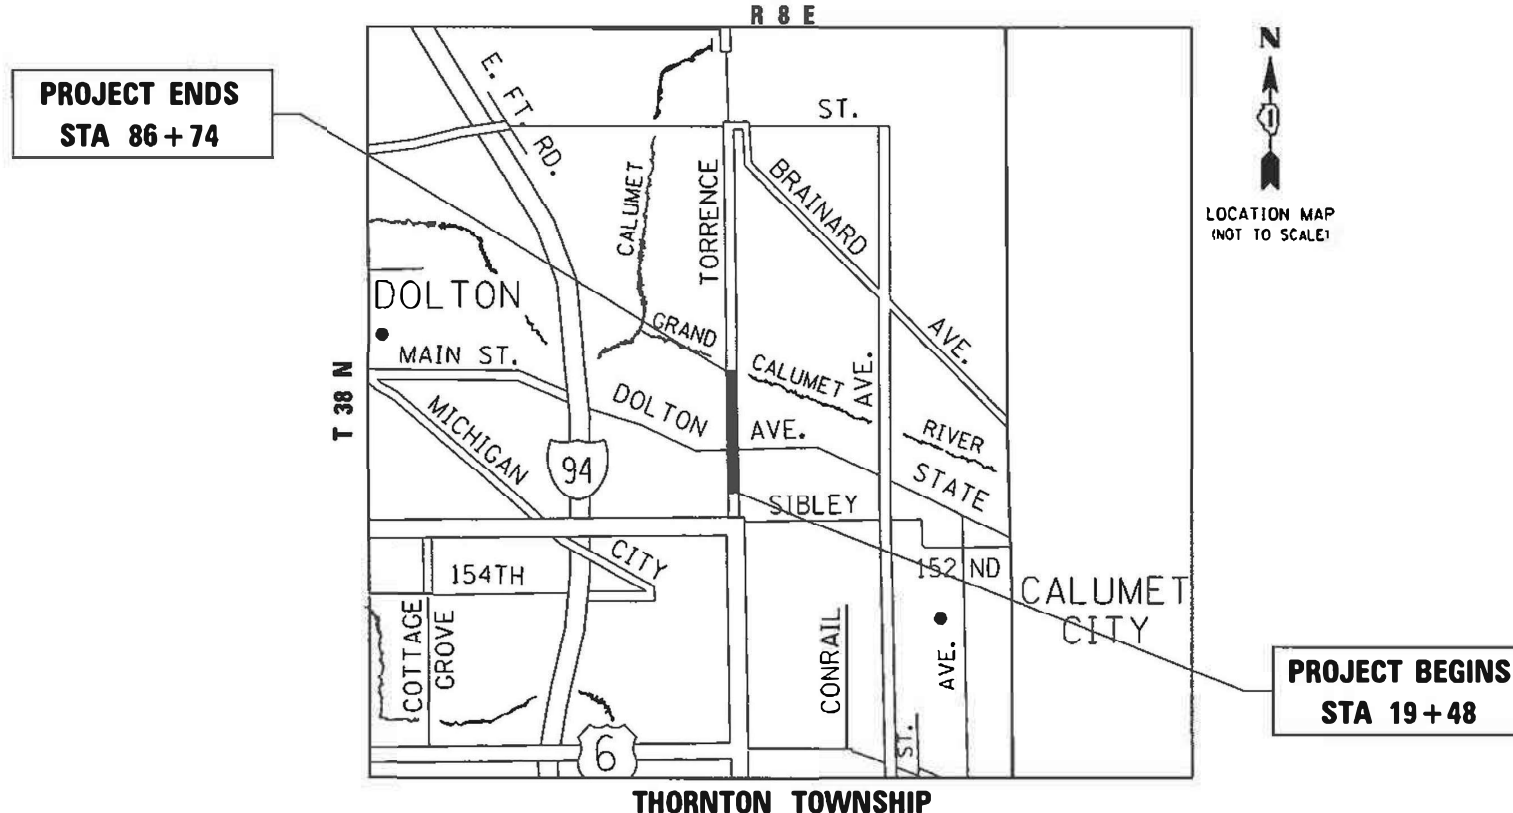 R 8 E
PROJECT ENDS
STA 86+74
E. FT. RD.
ST.
N
LOCATION MAP
(NOT TO SCALE)
CALUMET
TORRENCE
BRAINARD
AVE.
DOLTON
GRAND
MAIN ST.
CALUMET
AVE.
RIVER
T 38 N
MICHIGAN
DOLTON
AVE.
94
STATE
SIBLEY
CITY
154TH
152 ND
CALUMET
CITY
COTTAGE
GROVE
CONRAIL
AVE.
PROJECT BEGINS
STA 19+48
ST.
6
THORNTON TOWNSHIP